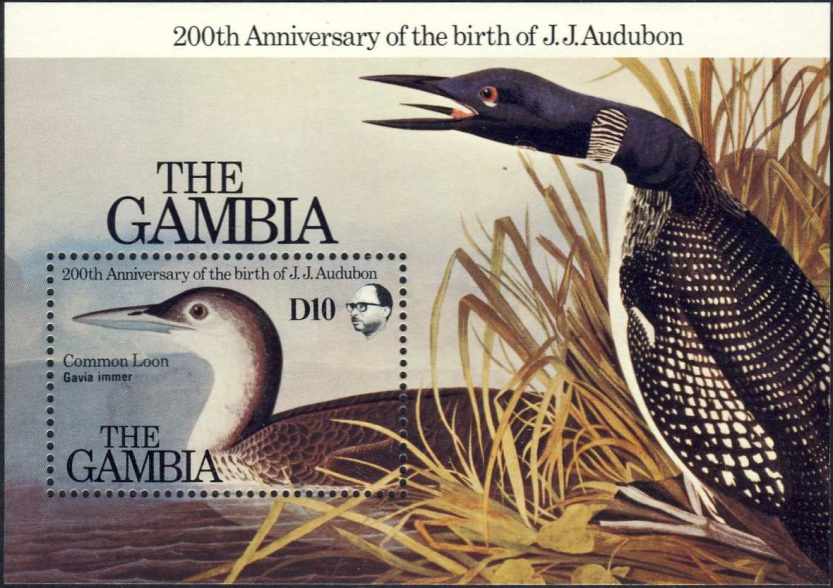 200th Anniversary of the birth of J.J.Audubon
THE
GAMBIA
200th Anniversary of the birth of J.J. Audubon
D10
Common Loon
Gavia immer
THE
GAMBIA